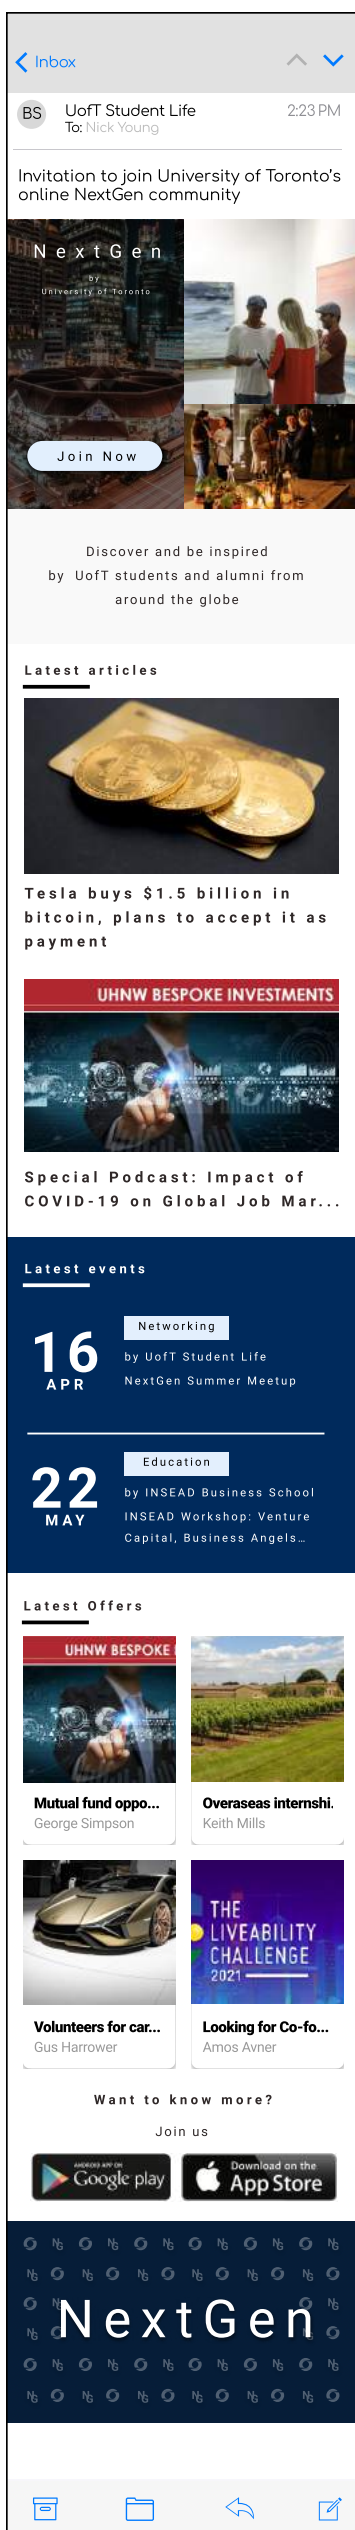 Inbox
BS
UofT Student Life
2:23 PM
To: Nick Young
Invitation to join University of Toronto's
online NextGen community
NextGen
by
University of Toronto
Join Now
Discover and be inspired
by UofT students and alumni from
around the globe
Latest articles
Tesla buys $1.5 billion in
bitcoin, plans to accept it as
payment
UHNW BESPOKE INVESTMENTS
Special Podcast: Impact of
COVID-19 on Global Job Mar...
Latest events
16
APR
Networking
by UofT Student Life
NextGen Summer Meetup
22
MAY
Education
by INSEAD Business School
INSEAD Workshop: Venture
Capital, Business Angels...
Latest Offers
UHNW BESPOKE
Mutual fund oppo...
George Simpson
Overseas internshi.
Keith Mills
Volunteers for car...
Gus Harrower
THE
LIVEABILITY
CHALLENGE
2021
Looking for Co-fo...
Amos Avner
Want to know more?
Join us
ANDROID APP ON
Google play
Download on the
App Store
NextGen